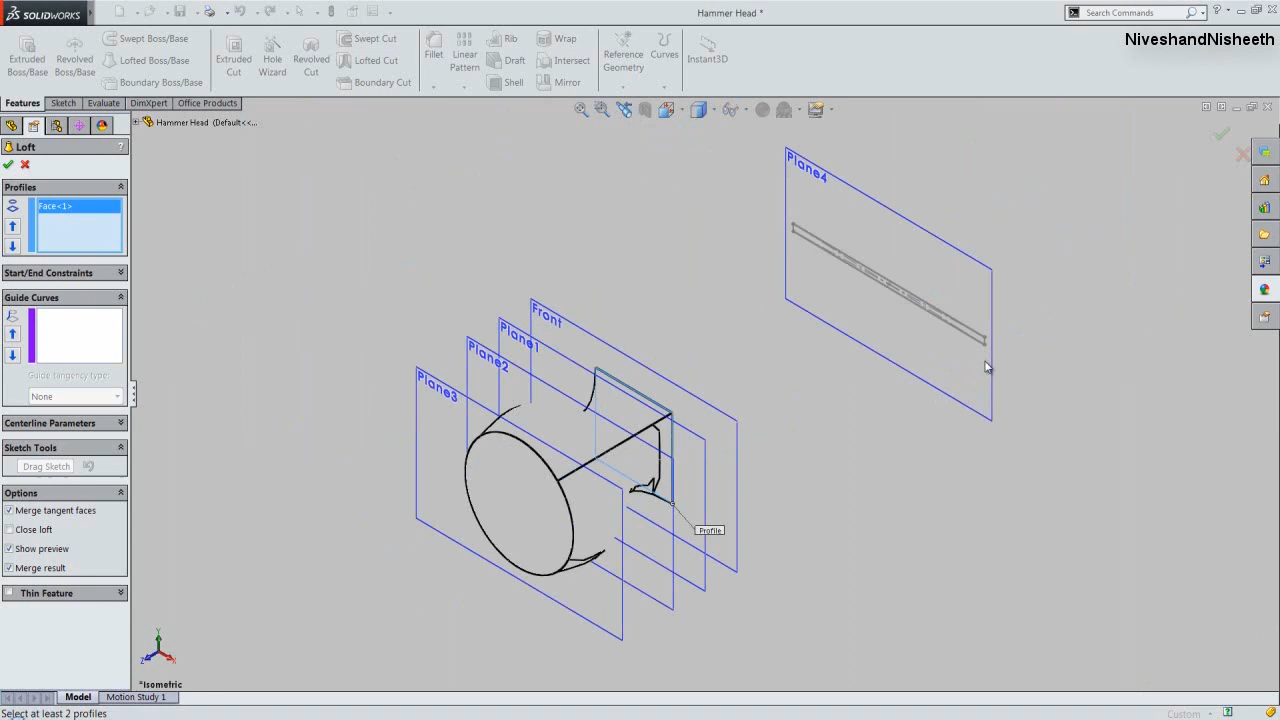 SOLIDWORKS
Hammer Head *
Search Commands
NiveshandNisheeth
Extruded Boss/Base
Revolved Boss/Base
Swept Boss/Base
Lofted Boss/Base
Boundary Boss/Base
Extruded Cut
Hole Wizard
Revolved Cut
Swept Cut
Lofted Cut
Boundary Cut
Fillet
Linear Pattern
Rib
Draft
Shell
Wrap
Intersect
Mirror
Reference Geometry
Curves
Instant3D
Features
Sketch
Evaluate
DimXpert
Office Products
Hammer Head (Default<<...
Loft
?
Profiles
Face<1>
Start/End Constraints
Guide Curves
Guide tangency type:
None
Centerline Parameters
Sketch Tools
Drag Sketch
Options
Merge tangent faces
Close loft
Show preview
Merge result
Thin Feature
Plane4
Front
Plane1
Plane2
Plane3
Profile
Y
Z
X
*Isometric
Model
Motion Study 1
Select at least 2 profiles
Custom